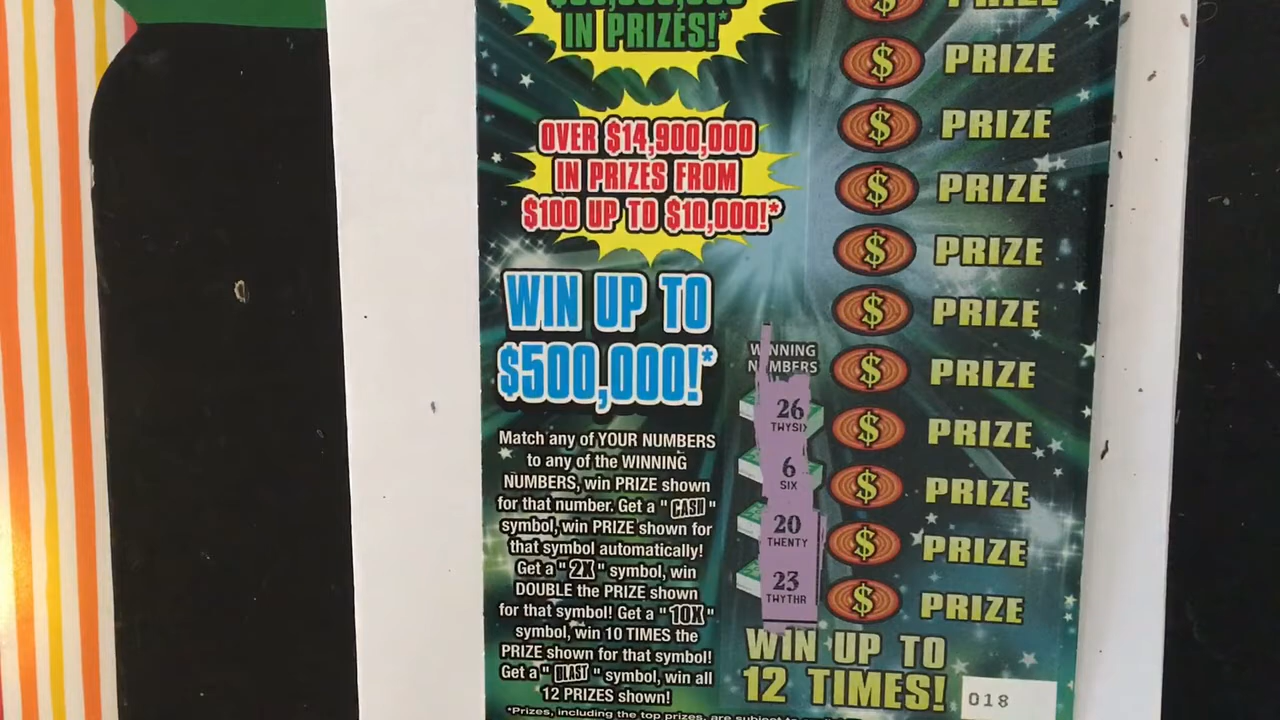 IN PRIZES!*
OVER $14,900,000
IN PRIZES FROM
$100 UP TO $10,000!*
WIN UP TO
$500,000!*
Match any of YOUR NUMBERS
to any of the WINNING
NUMBERS, win PRIZE shown
for that number. Get a "CASH"
symbol, win PRIZE shown for
that symbol automatically!
Get a "2X" symbol, win
DOUBLE the PRIZE shown
for that symbol! Get a "10X"
symbol, win 10 TIMES the
PRIZE shown for that symbol!
Get a "BLAST" symbol, win all
12 PRIZES shown!
*Prizes, including the top prizes, are subject to
WINNING
NUMBERS
26
TWYSIX
6
SIX
20
TWENTY
23
TWYTHR
$ PRIZE
$ PRIZE
$ PRIZE
$ PRIZE
$ PRIZE
$ PRIZE
$ PRIZE
$ PRIZE
$ PRIZE
$ PRIZE
$ PRIZE
WIN UP TO
12 TIMES!
018